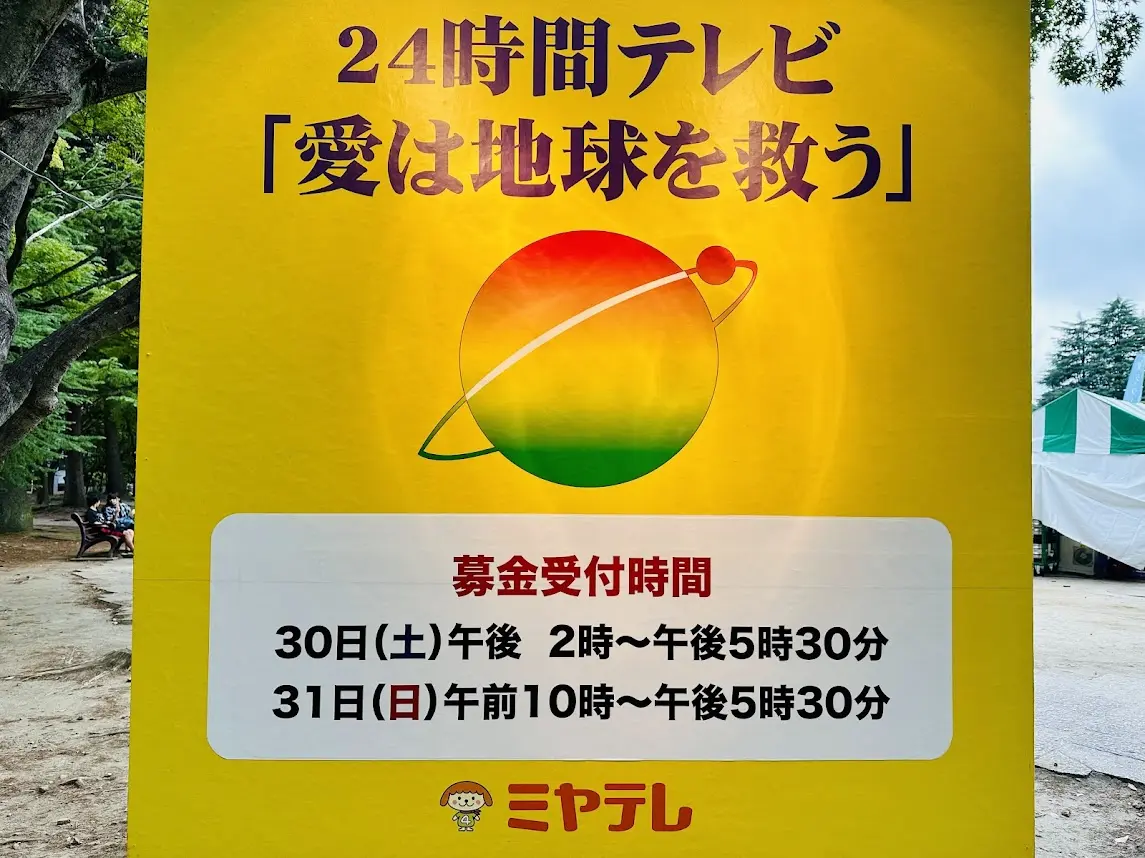 24時間テレビ
「愛は地球を救う」
募金受付時間
30日(土)午後 2時〜午後5時30分
31日(日)午前10時〜午後5時30分
4
ミヤテレ